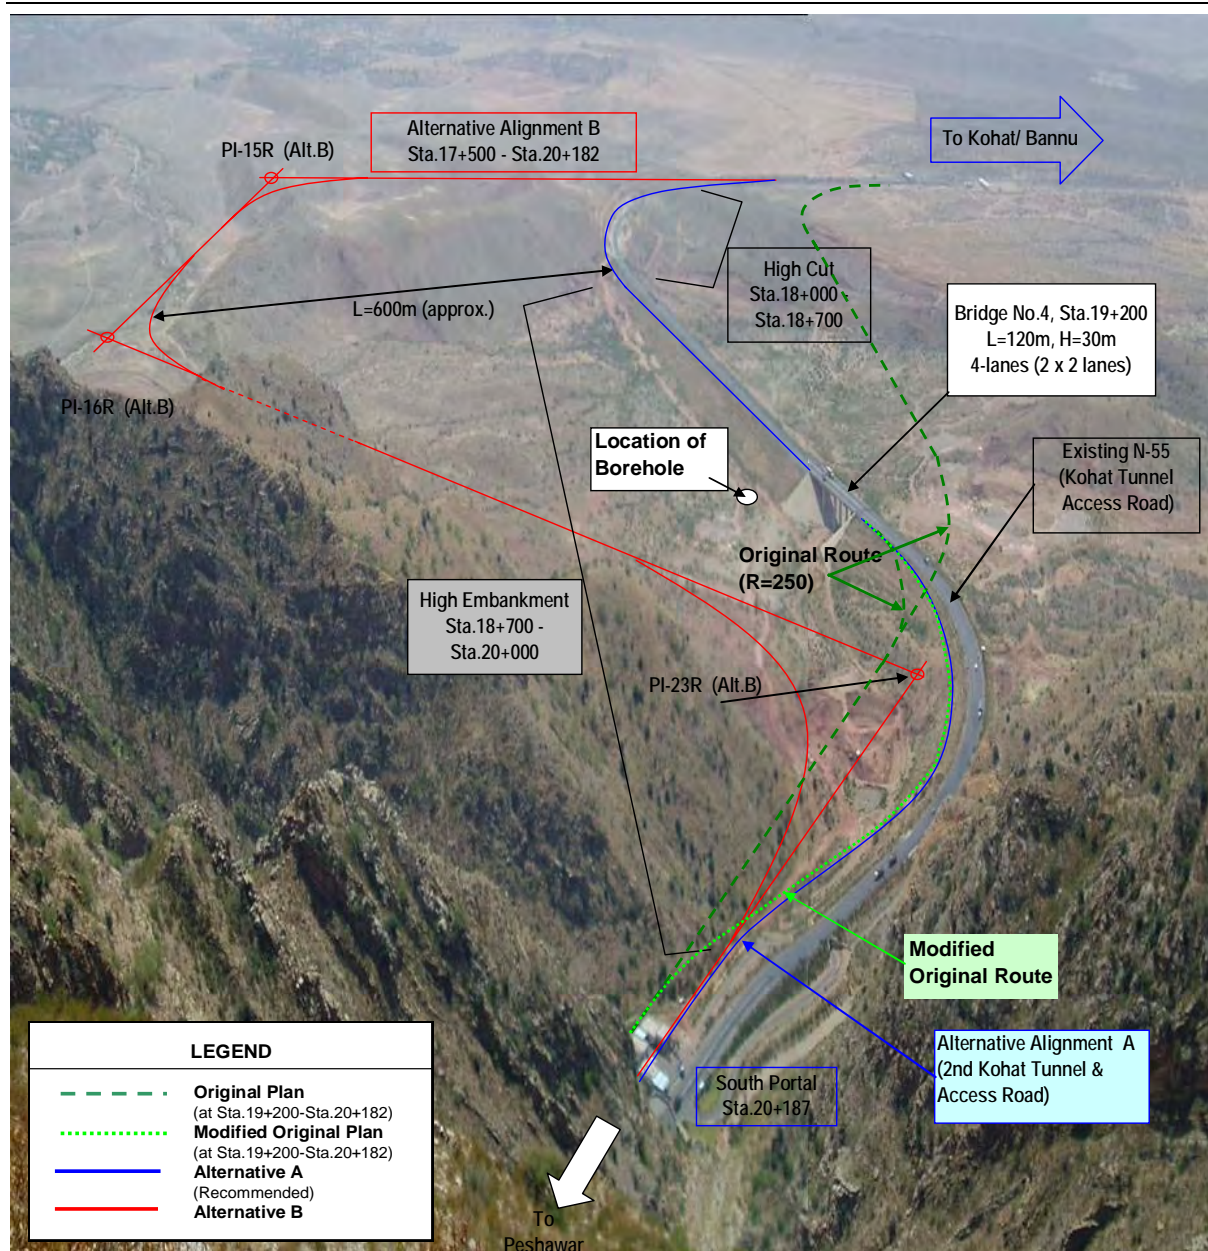 Alternative Alignment B
Sta.17+500 - Sta.20+182
To Kohat/ Bannu
PI-15R (Alt.B)
High Cut
Sta.18+000 -
Sta.18+700
L=600m (approx.)
Bridge No.4, Sta.19+200
L=120m, H=30m
4-lanes (2 x 2 lanes)
PI-16R (Alt.B)
Location of
Borehole
Existing N-55
(Kohat Tunnel
Access Road)
Original Route
(R=250)
High Embankment
Sta.18+700 -
Sta.20+000
PI-23R (Alt.B)
Modified
Original Route
Alternative Alignment A
(2nd Kohat Tunnel &
Access Road)
South Portal
Sta.20+187
LEGEND
Original Plan
(at Sta.19+200-Sta.20+182)
Modified Original Plan
(at Sta.19+200-Sta.20+182)
Alternative A
(Recommended)
Alternative B
To
Peshawar